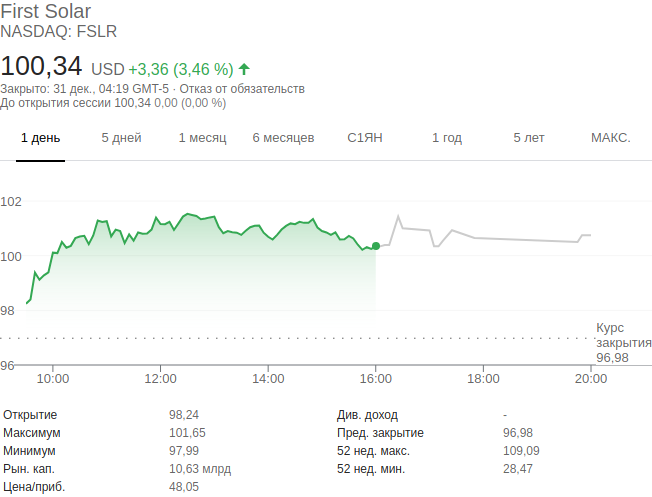 First Solar
NASDAQ: FSLR
100,34 USD +3,36 (3,46 %)
Закрыто: 31 дек., 04:19 GMT-5 · Отказ от обязательств
До открытия сессии 100,34 0,00 (0,00 %)
1 день 5 дней 1 месяц 6 месяцев С1ЯН 1 год 5 лет МАКС.
102
100
98
Курс
закрытия
96,98
96
10:00 12:00 14:00 16:00 18:00 20:00
Открытие 98,24 Див. доход -
Максимум 101,65 Пред. закрытие 96,98
Минимум 97,99 52 нед. макс. 109,09
Рын. кап. 10,63 млрд 52 нед. мин. 28,47
Цена/приб. 48,05